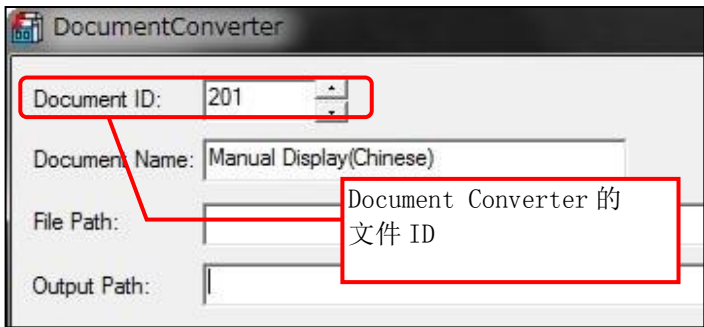 DocumentConverter
Document ID: 201
Document Name: Manual Display(Chinese)
Document Converter 的
文件 ID
File Path:
Output Path: